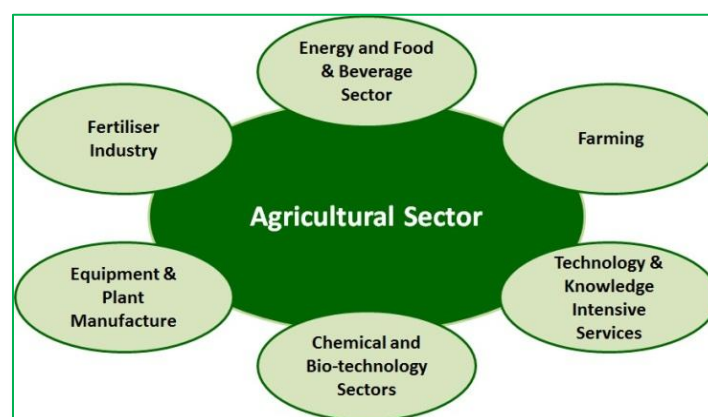 Energy and Food
& Beverage
Sector
Fertiliser
Industry
Farming
Agricultural Sector
Equipment &
Plant
Manufacture
Technology &
Knowledge
Intensive
Services
Chemical and
Bio-technology
Sectors